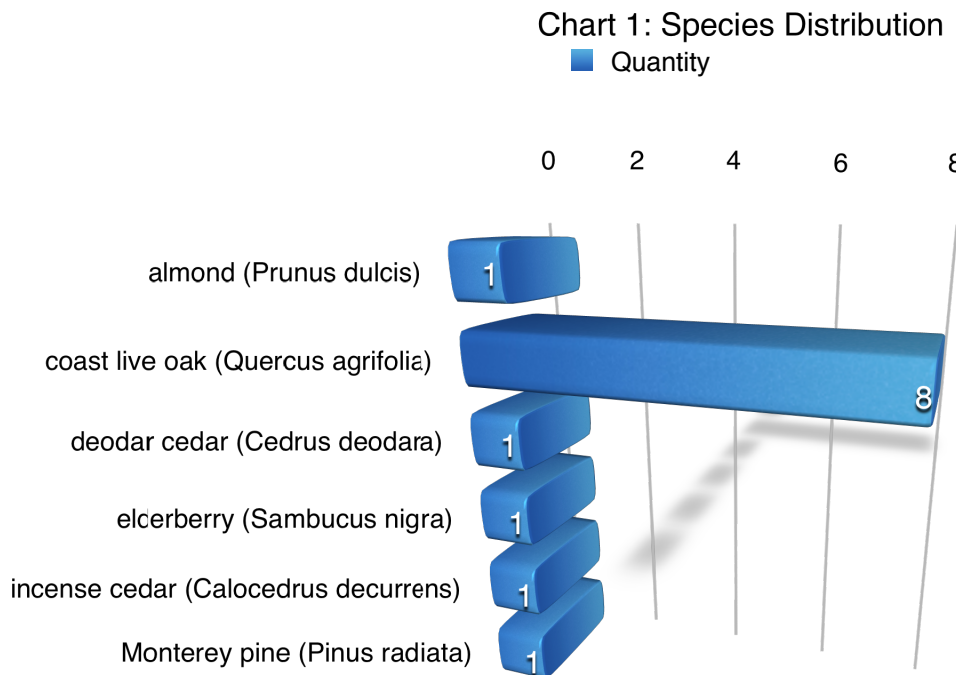 Chart 1: Species Distribution
Quantity
0 2 4 6 8
almond (Prunus dulcis)
1
coast live oak (Quercus agrifolia)
8
deodar cedar (Cedrus deodara)
1
elderberry (Sambucus nigra)
1
incense cedar (Calocedrus decurrens)
1
Monterey pine (Pinus radiata)
1